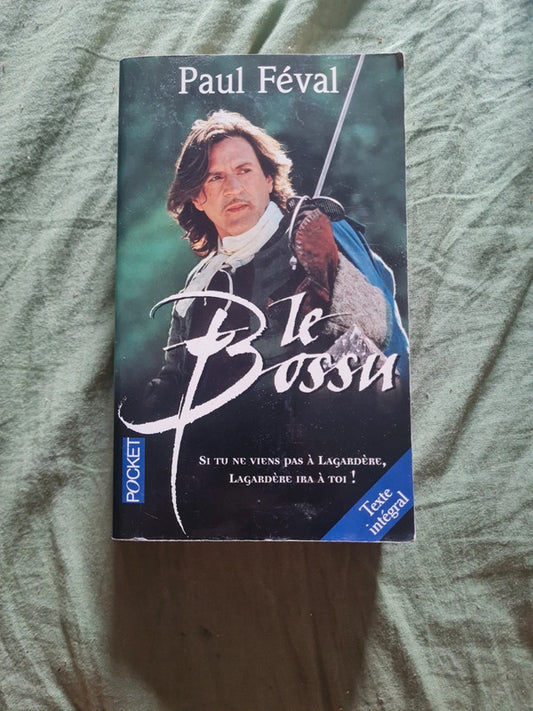 Paul Féval
le
Bossu
SI TU NE VIENS PAS À LAGARDÈRE,
LAGARDÈRE IRA À TOI !
POCKET
Texte
intégral